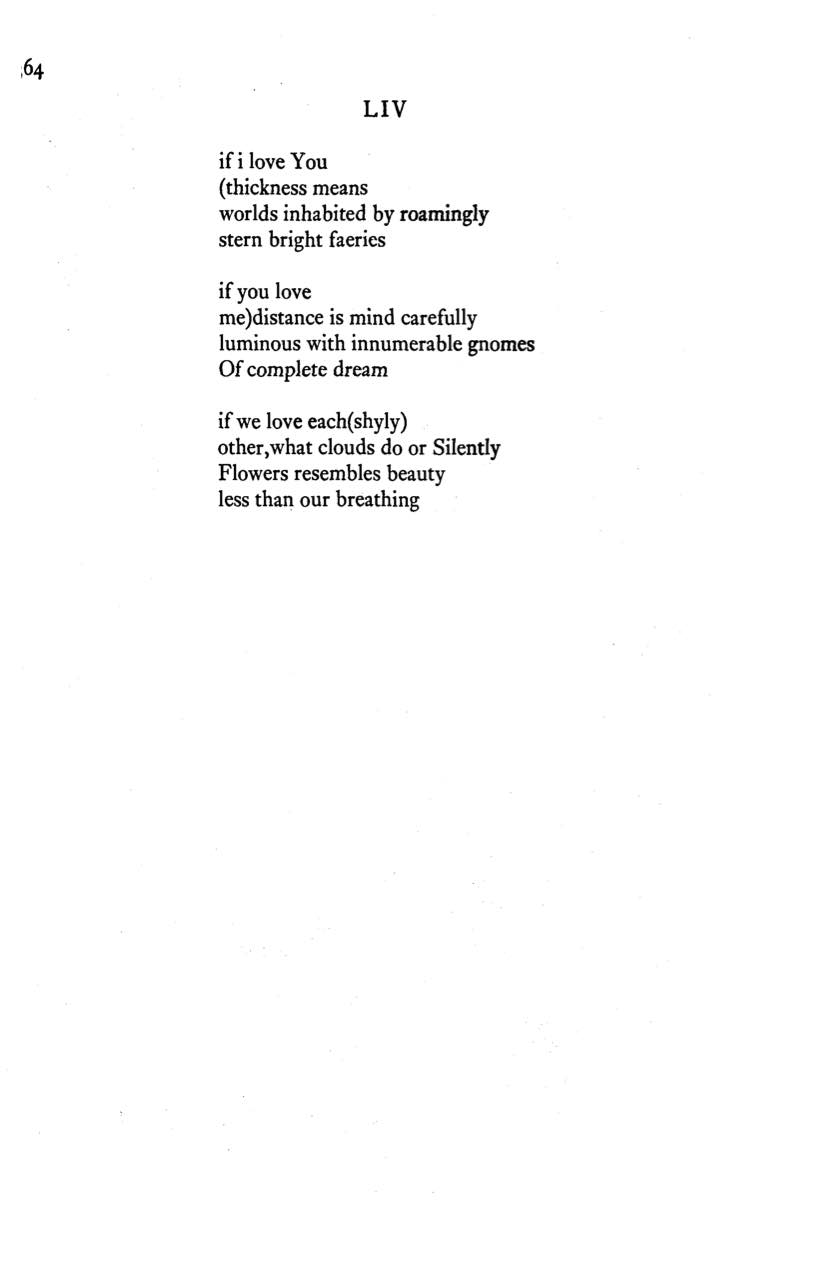 64
LIV
if i love You
(thickness means
worlds inhabited by roamingly
stern bright faeries
if you love
me)distance is mind carefully
luminous with innumerable gnomes
Of complete dream
if we love each(shyly)
other,what clouds do or Silently
Flowers resembles beauty
less than our breathing